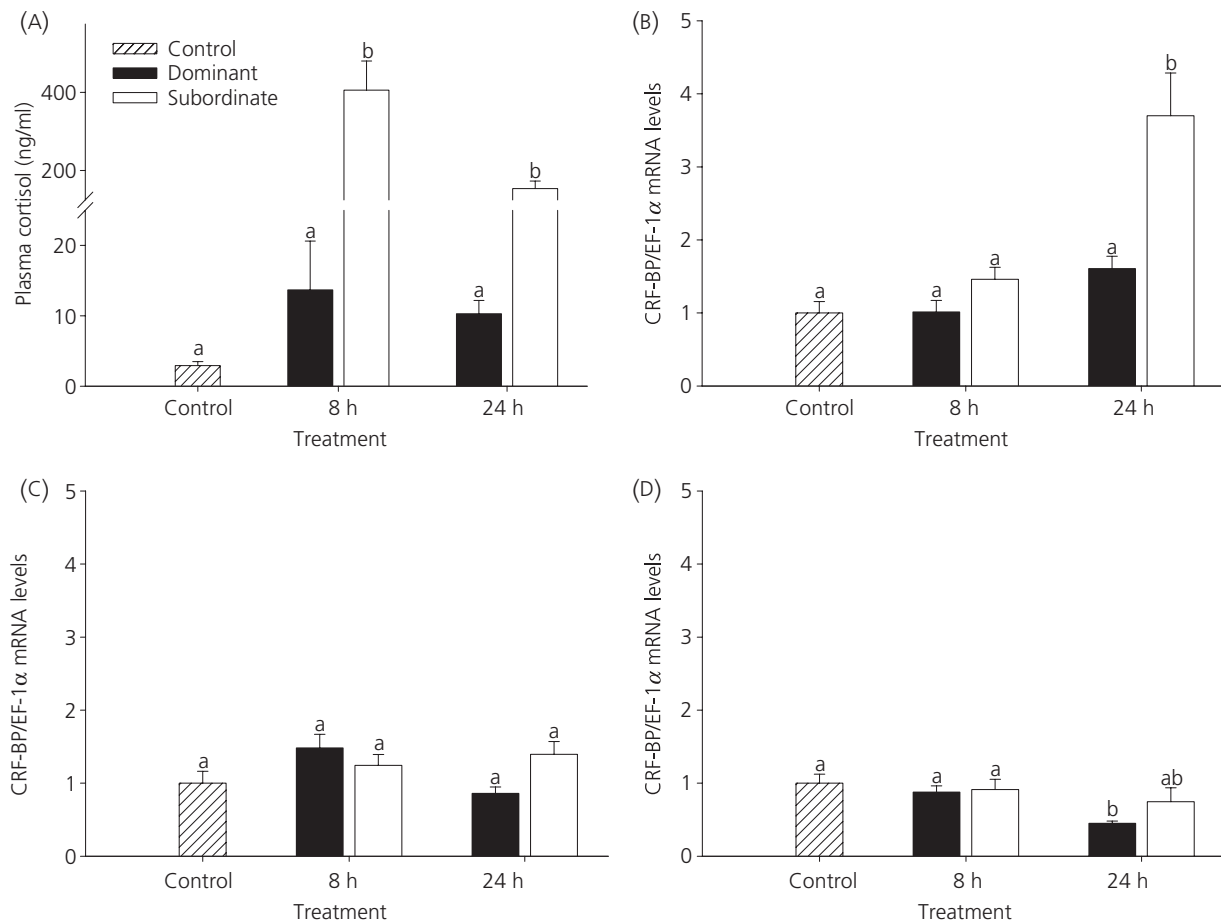 (A)
Control
Dominant
Subordinate
Plasma cortisol (ng/ml)
400
200
20
10
0
a
a
b
a
b
Control
8 h
24 h
Treatment
(B)
CRF-BP/EF-1α mRNA levels
5
4
3
2
1
0
a
a
a
a
b
Control
8 h
24 h
Treatment
(C)
CRF-BP/EF-1α mRNA levels
5
4
3
2
1
0
a
a
a
a
a
Control
8 h
24 h
Treatment
(D)
CRF-BP/EF-1α mRNA levels
5
4
3
2
1
0
a
a
a
b
ab
Control
8 h
24 h
Treatment